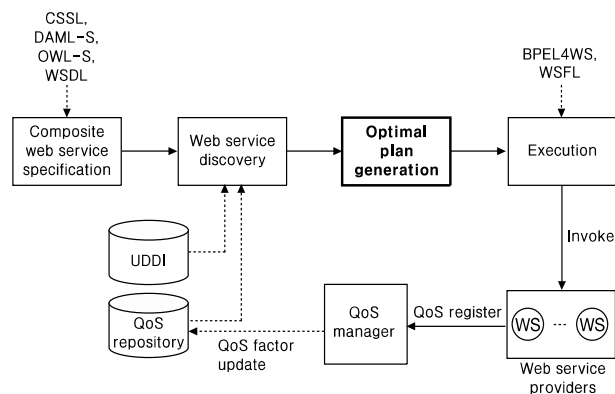 CSSL,
DAML-S,
OWL-S,
WSDL
BPEL4WS,
WSFL
Composite
web service
specification
Web service
discovery
Optimal
plan
generation
Execution
Invoke
UDDI
QoS
repository
QoS factor
update
QoS
manager
QoS register
WS ··· WS
Web service
providers